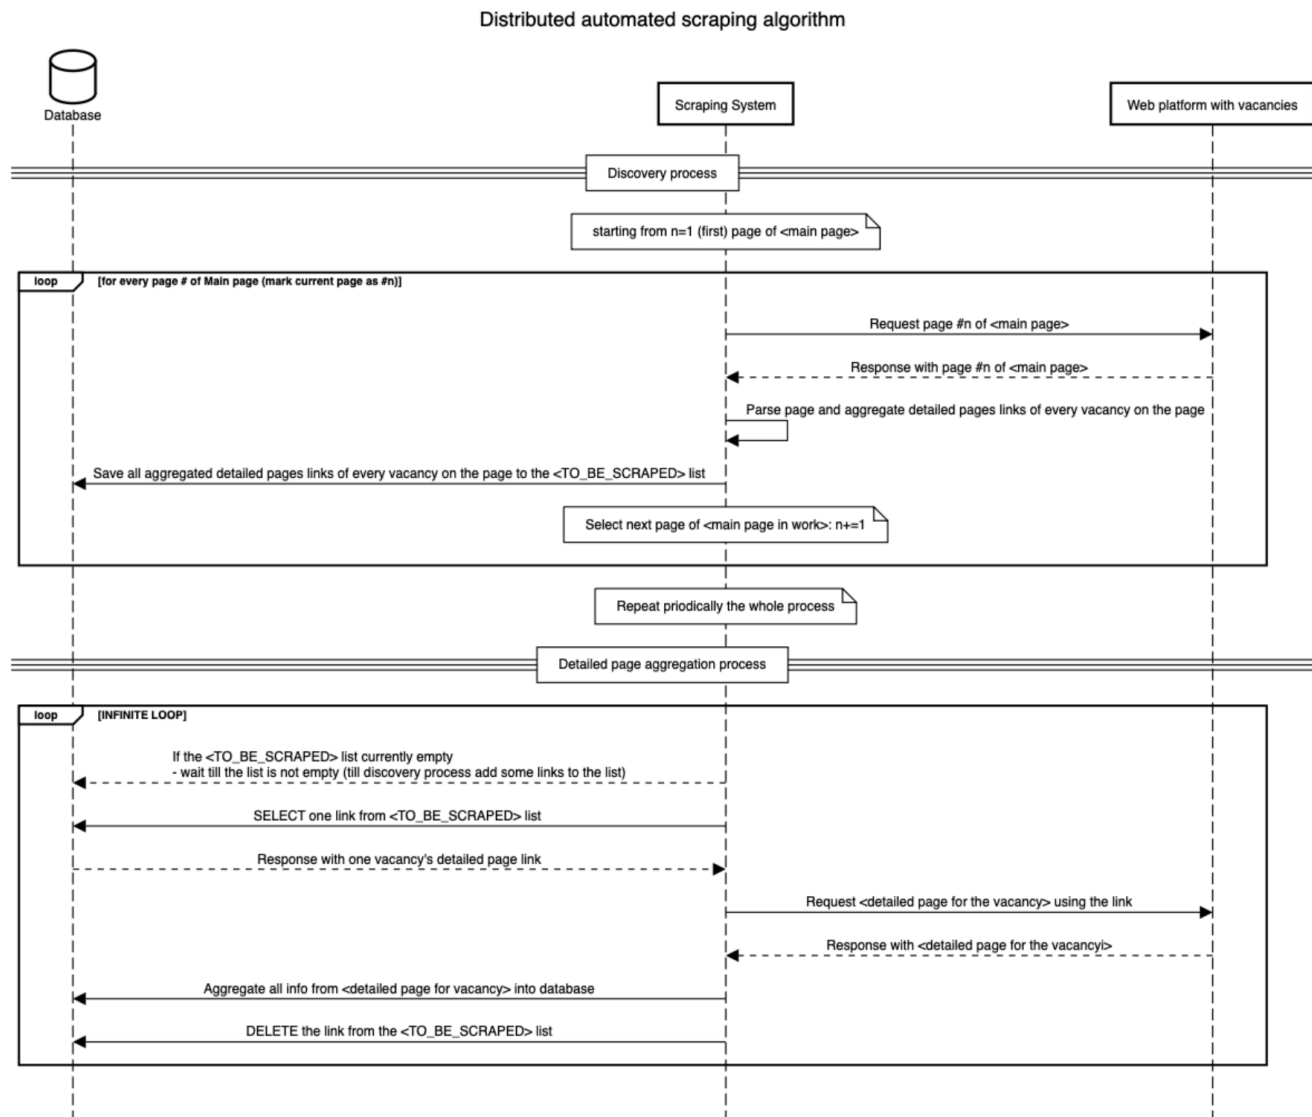 Distributed automated scraping algorithm
Database
Scraping System
Web platform with vacancies
Discovery process
starting from n=1 (first) page of <main page>
loop
[for every page # of Main page (mark current page as #n)]
Request page #n of <main page>
Response with page #n of <main page>
Parse page and aggregate detailed pages links of every vacancy on the page
Save all aggregated detailed pages links of every vacancy on the page to the <TO_BE_SCRAPED> list
Select next page of <main page in work>: n+=1
Repeat priodically the whole process
Detailed page aggregation process
loop
[INFINITE LOOP]
If the <TO_BE_SCRAPED> list currently empty
- wait till the list is not empty (till discovery process add some links to the list)
SELECT one link from <TO_BE_SCRAPED> list
Response with one vacancy's detailed page link
Request <detailed page for the vacancy> using the link
Response with <detailed page for the vacancyi>
Aggregate all info from <detailed page for vacancy> into database
DELETE the link from the <TO_BE_SCRAPED> list